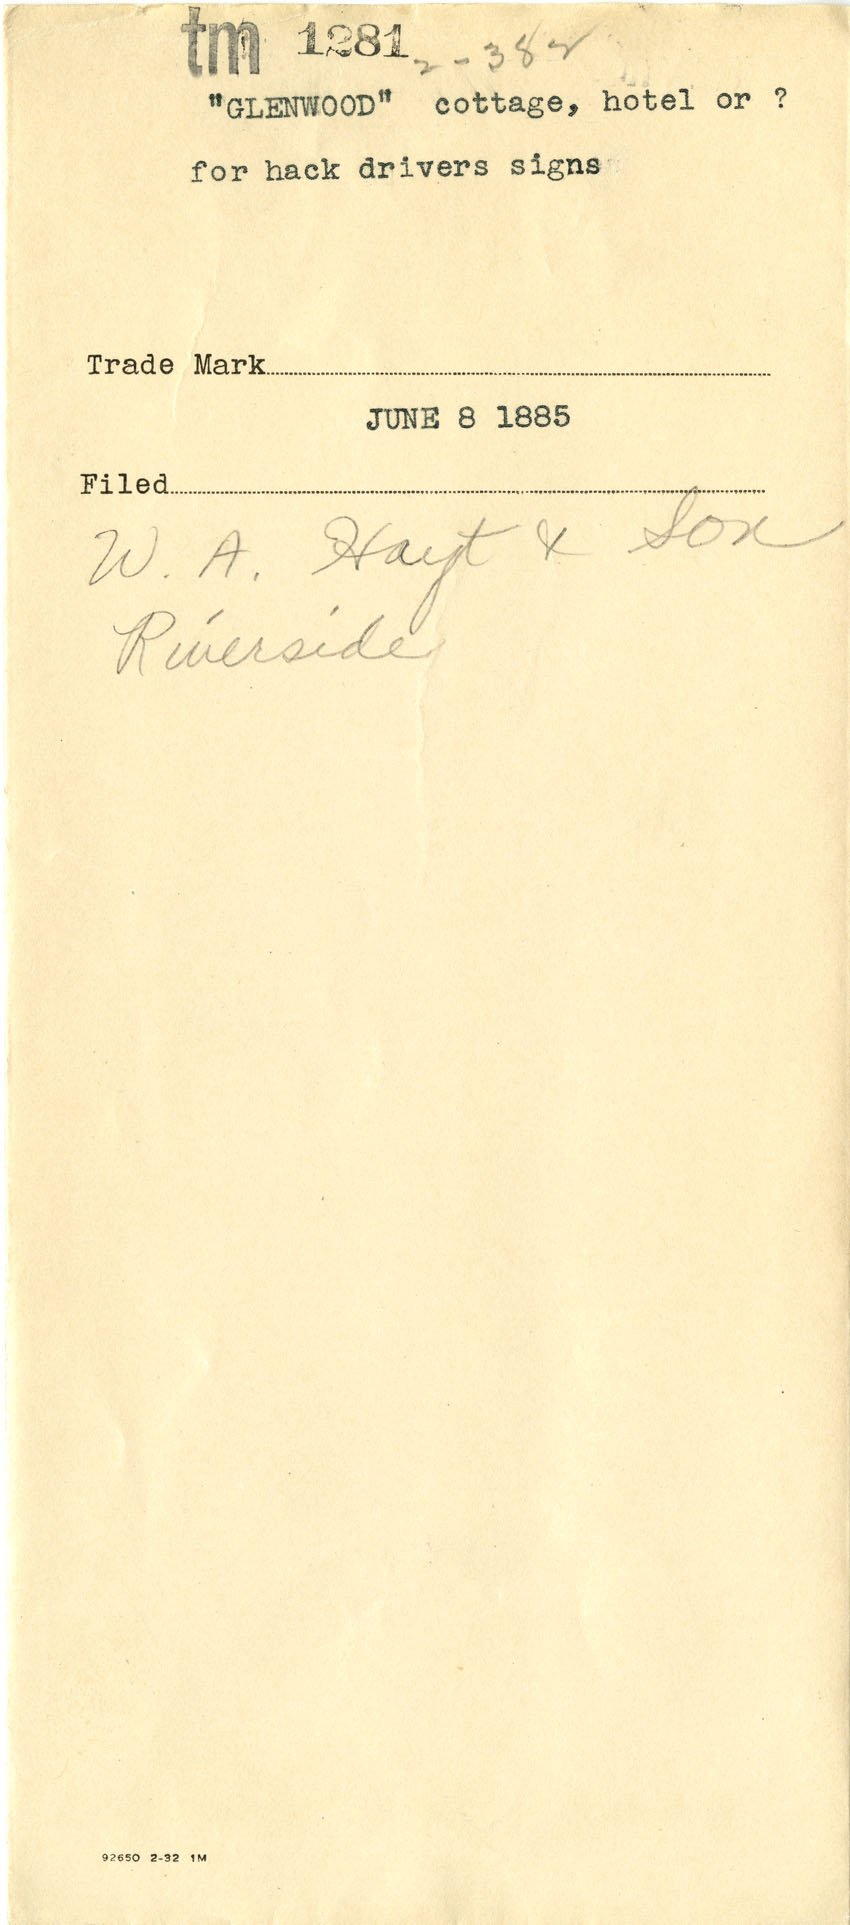 tm 1281 2-382
"GLENWOOD" cottage, hotel or ?
for hack drivers signs
Trade Mark
JUNE 8 1885
Filed
W. A. Hayt & Son
Riverside
92650 2-32 1M